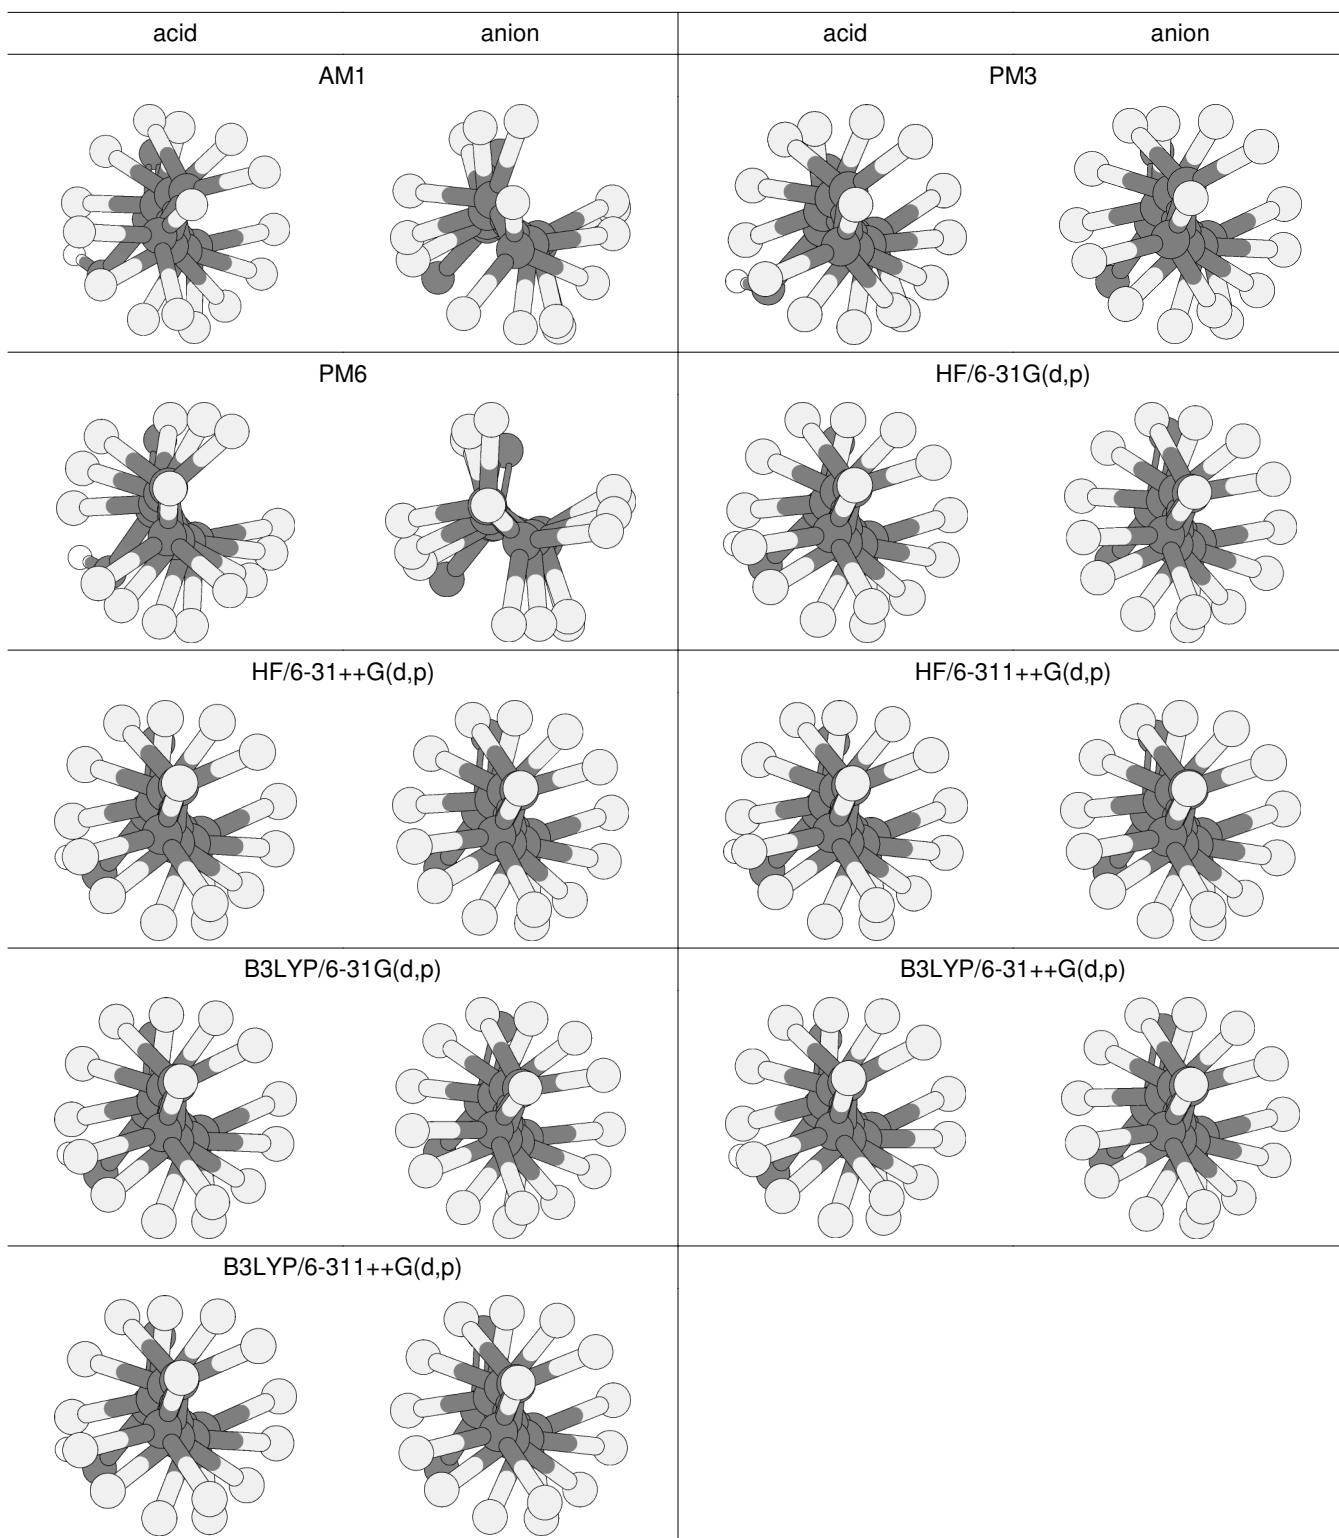 acid anion acid anion
AM1 PM3
PM6 HF/6-31G(d,p)
HF/6-31++G(d,p) HF/6-311++G(d,p)
B3LYP/6-31G(d,p) B3LYP/6-31++G(d,p)
B3LYP/6-311++G(d,p)